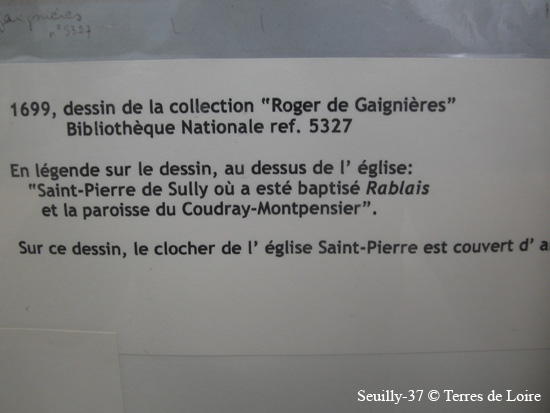 gaignières
n° 5327
1699, dessin de la collection "Roger de Gaignières"
Bibliothèque Nationale ref. 5327
En légende sur le dessin, au dessus de l' église:
"Saint-Pierre de Sully où a esté baptisé Rablais
et la paroisse du Coudray-Montpensier".
Sur ce dessin, le clocher de l' église Saint-Pierre est couvert d'
Seuilly-37 © Terres de Loire